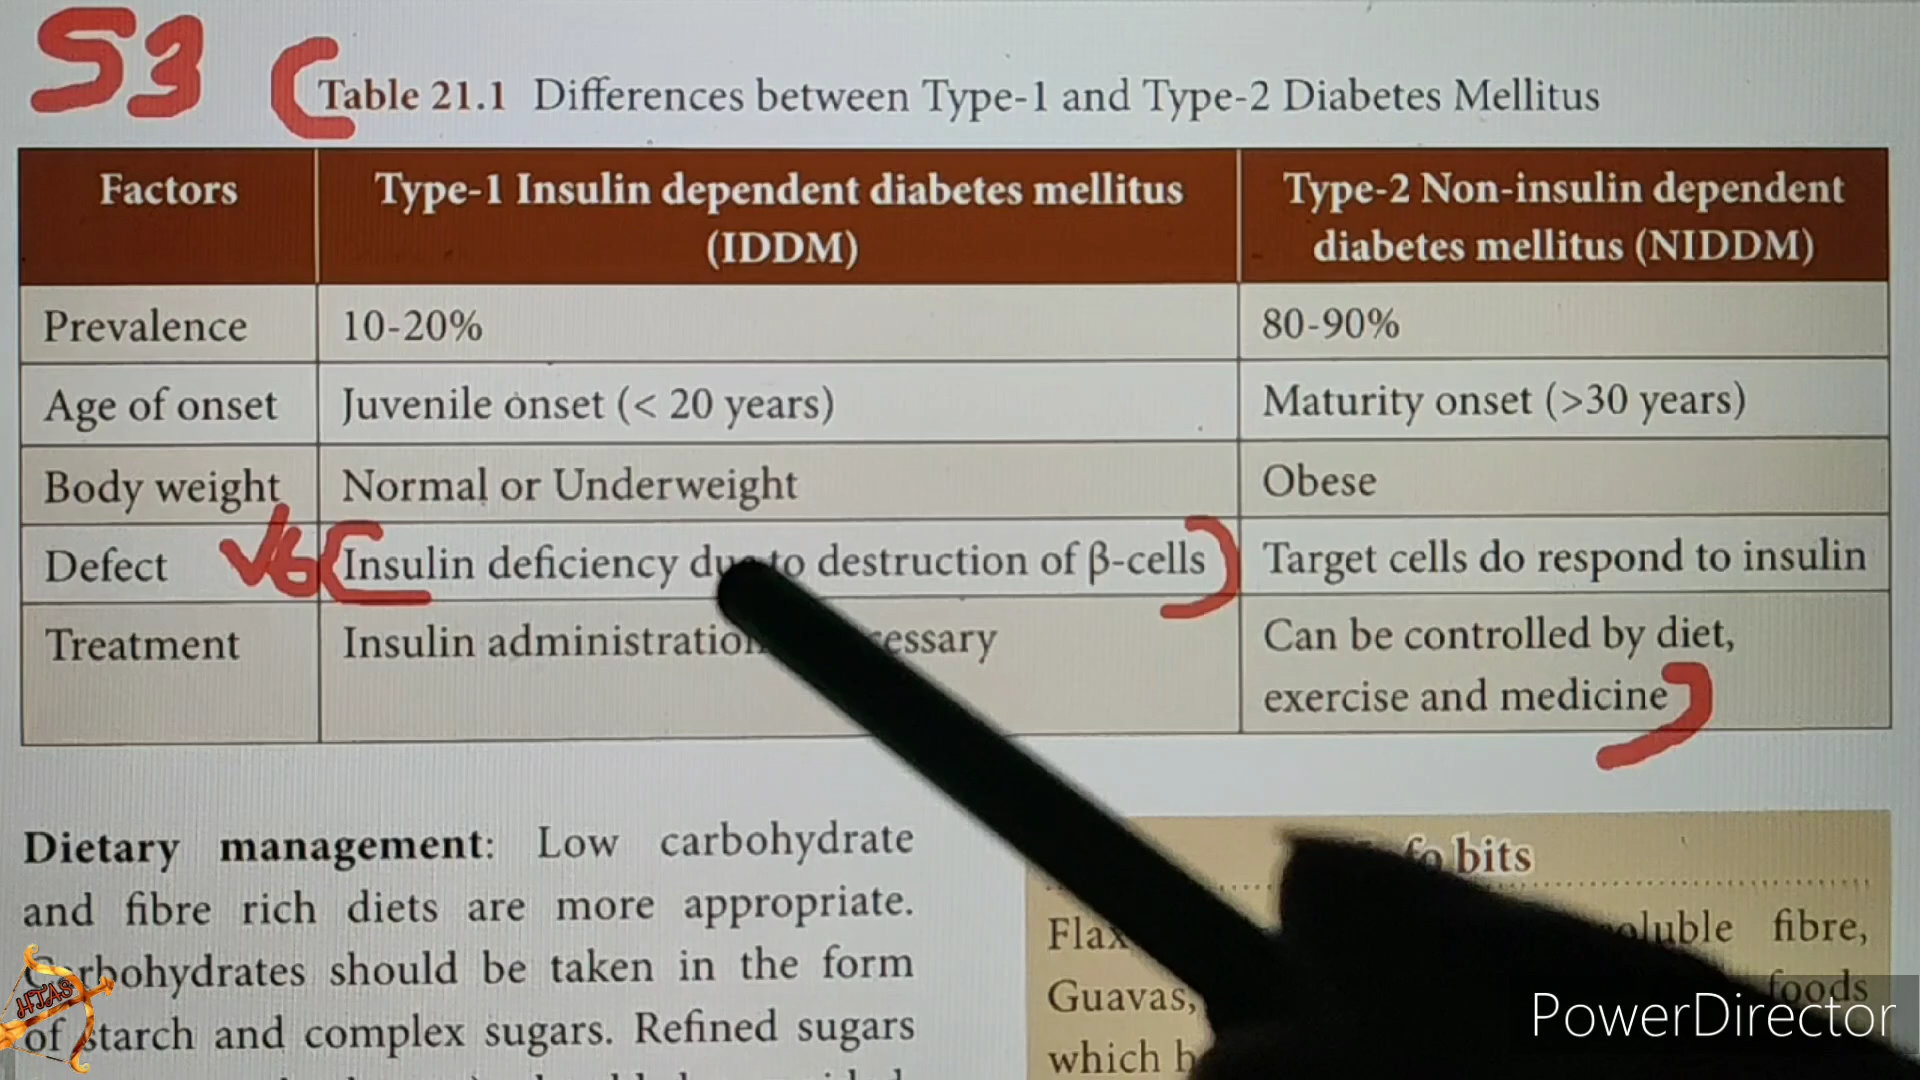 S3
Table 21.1 Differences between Type-1 and Type-2 Diabetes Mellitus
Factors
Type-1 Insulin dependent diabetes mellitus
(IDDM)
Type-2 Non-insulin dependent
diabetes mellitus (NIDDM)
Prevalence
10-20%
80-90%
Age of onset
Juvenile onset (< 20 years)
Maturity onset (>30 years)
Body weight
Normal or Underweight
Obese
Defect
V6
Insulin deficiency due to destruction of β-cells
Target cells do respond to insulin
Treatment
Insulin administration
Can be controlled by diet,
exercise and medicine
Dietary management: Low carbohydrate
and fibre rich diets are more appropriate.
Carbohydrates should be taken in the form
of starch and complex sugars. Refined sugars
bits
fibre,
Guavas, foods
which
HTAS
PowerDirector